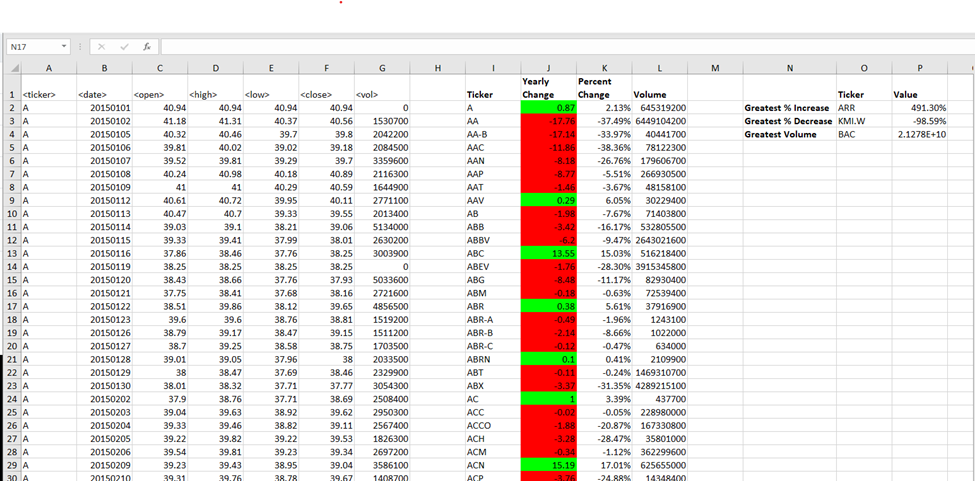 N17 fx
A B C D E F G H I J K L M N O P
Yearly Percent
1 <ticker> <date> <open> <high> <low> <close> <vol> Ticker Change Change Volume Ticker Value
2 A 20150101 40.94 40.94 40.94 40.94 0 A 0.87 2.13% 645319200 Greatest % Increase ARR 491.30%
3 A 20150102 41.18 41.31 40.37 40.56 1530700 AA -17.76 -37.49% 6449104200 Greatest % Decrease KMI.W -98.59%
4 A 20150105 40.32 40.46 39.7 39.8 2042200 AA-B -17.14 -33.97% 40441700 Greatest Volume BAC 2.1278E+10
5 A 20150106 39.81 40.02 39.02 39.18 2084500 AAC -11.86 -38.36% 78122300
6 A 20150107 39.52 39.81 39.29 39.7 3359600 AAN -8.18 -26.76% 179606700
7 A 20150108 40.24 40.98 40.18 40.89 2116300 AAP -8.77 -5.51% 266930500
8 A 20150109 41 41 40.29 40.59 1644900 AAT -1.46 -3.67% 48158100
9 A 20150112 40.61 40.72 39.95 40.11 2771100 AAV 0.29 6.05% 30229400
10 A 20150113 40.47 40.7 39.33 39.55 2013400 AB -1.98 -7.67% 71403800
11 A 20150114 39.03 39.1 38.21 39.06 5134000 ABB -3.42 -16.17% 532805500
12 A 20150115 39.33 39.41 37.99 38.01 2630200 ABBV -6.2 -9.47% 2643021600
13 A 20150116 37.86 38.46 37.76 38.25 3003900 ABC 13.55 15.03% 516218400
14 A 20150119 38.25 38.25 38.25 38.25 0 ABEV -1.76 -28.30% 3915345800
15 A 20150120 38.43 38.66 37.76 37.93 5033600 ABG -8.48 -11.17% 82930400
16 A 20150121 37.75 38.41 37.68 38.16 2721600 ABM -0.18 -0.63% 72539400
17 A 20150122 38.51 39.86 38.12 39.65 4856500 ABR 0.38 5.61% 37916900
18 A 20150123 39.6 39.6 38.76 38.81 1519200 ABR-A -0.49 -1.96% 1243100
19 A 20150126 38.79 39.17 38.47 39.15 1511200 ABR-B -2.14 -8.66% 1022000
20 A 20150127 38.7 39.25 38.58 38.75 1703500 ABR-C -0.12 -0.47% 634000
21 A 20150128 39.01 39.05 37.96 38 2033500 ABRN 0.1 0.41% 2109900
22 A 20150129 38 38.47 37.69 38.46 2329900 ABT -0.11 -0.24% 1469310700
23 A 20150130 38.01 38.32 37.71 37.77 3054300 ABX -3.37 -31.35% 4289215100
24 A 20150202 37.9 38.76 37.71 38.69 2508400 AC 1 3.39% 437700
25 A 20150203 39.04 39.63 38.92 39.62 2950300 ACC -0.02 -0.05% 228980000
26 A 20150204 39.33 39.46 38.82 39.11 2567400 ACCO -1.88 -20.87% 167330800
27 A 20150205 39.22 39.82 39.22 39.53 1826300 ACH -3.28 -28.47% 35801000
28 A 20150206 39.54 39.81 39.23 39.34 2697200 ACM -0.34 -1.12% 362299600
29 A 20150209 39.23 39.43 38.95 39.04 3586100 ACN 15.19 17.01% 625655000
30 A 20150210 39.31 39.76 38.78 39.67 1408700 ACP -3.76 -24.88% 14348400